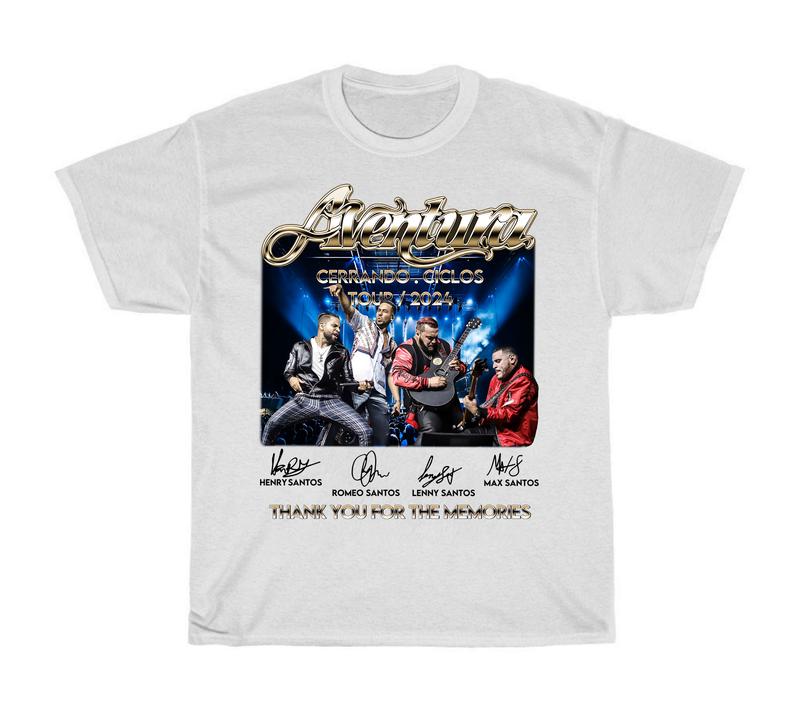 Aventura
CERRANDO . CICLOS
TOUR / 2024
HENRY SANTOS
ROMEO SANTOS
LENNY SANTOS
MAX SANTOS
THANK YOU FOR THE MEMORIES